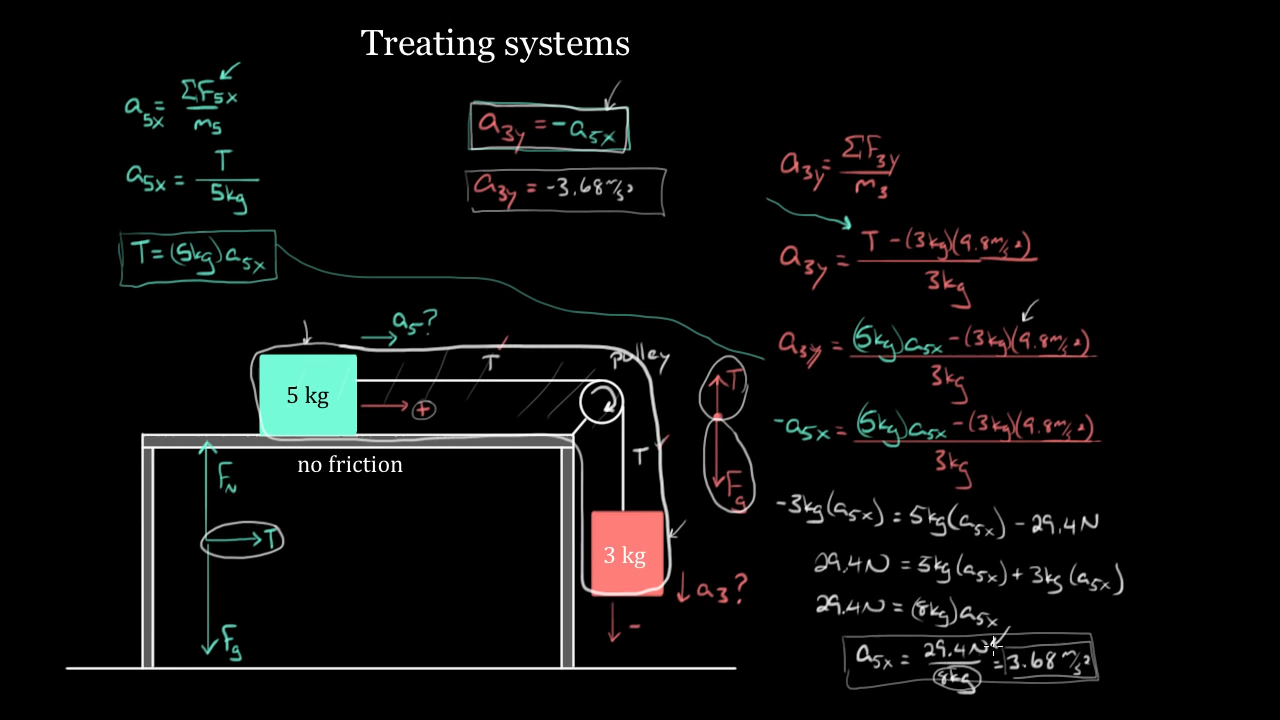 Treating systems
a5x = ΣF5x / m5
a5x = T / 5kg
T = (5kg) a5x
a3y = -a5x
a3y = -3.68 m/s²
a3y = ΣF3y / m3
a3y = T - (3kg)(9.8 m/s²) / 3kg
a3y = (5kg) a5x - (3kg)(9.8 m/s²) / 3kg
-a5x = (5kg) a5x - (3kg)(9.8 m/s²) / 3kg
-3kg(a5x) = 5kg(a5x) - 29.4N
29.4N = 5kg(a5x) + 3kg(a5x)
29.4N = (8kg) a5x
a5x = 29.4N / 8kg = 3.68 m/s²
a5?
T
pulley
5 kg
+
T
no friction
FN
T
Fg
3 kg
a3?
-
T
Fg